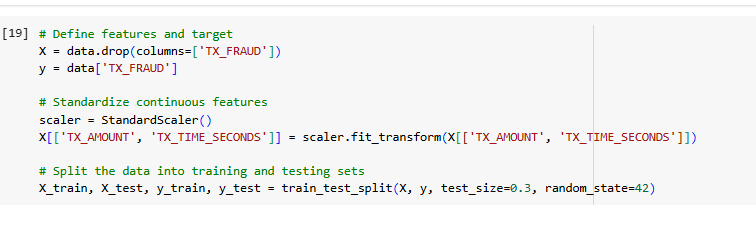 [19] # Define features and target
X = data.drop(columns=['TX_FRAUD'])
y = data['TX_FRAUD']
# Standardize continuous features
scaler = StandardScaler()
X[['TX_AMOUNT', 'TX_TIME_SECONDS']] = scaler.fit_transform(X[['TX_AMOUNT', 'TX_TIME_SECONDS']])
# Split the data into training and testing sets
X_train, X_test, y_train, y_test = train_test_split(X, y, test_size=0.3, random_state=42)